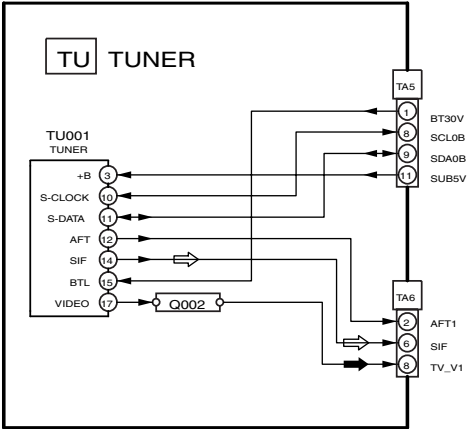 TU TUNER
TA5
1 BT30V
8 SCL0B
9 SDA0B
11 SUB5V
TU001
TUNER
+B 3
S-CLOCK 10
S-DATA 11
AFT 12
SIF 14
BTL 15
VIDEO 17
Q002
TA6
2 AFT1
6 SIF
8 TV_V1